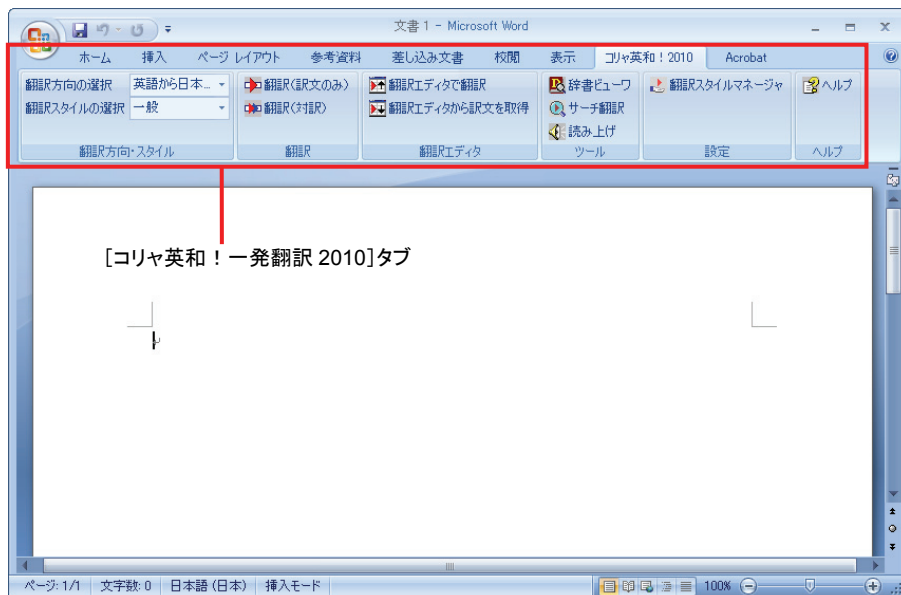 文書 1 - Microsoft Word
ホーム 挿入 ページ レイアウト 参考資料 差し込み文書 校閲 表示 コリャ英和！2010 Acrobat
翻訳方向の選択 英語から日本... 翻訳(訳文のみ) 翻訳エディタで翻訳 辞書ビューワ 翻訳スタイルマネージャ ヘルプ
翻訳スタイルの選択 一般 翻訳(対訳) 翻訳エディタから訳文を取得 サーチ翻訳
読み上げ
翻訳方向・スタイル 翻訳 翻訳エディタ ツール 設定 ヘルプ
[コリャ英和！一発翻訳 2010]タブ
ページ: 1/1 文字数: 0 日本語 (日本) 挿入モード 100%